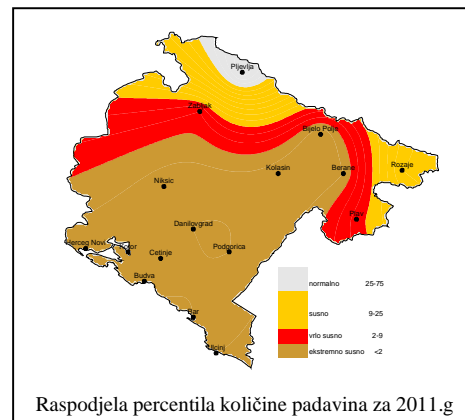 Pljevlja
Zabljak
Bijelo Polje
Kolasin
Berane
Rozaje
Niksic
Plav
Danilovgrad
Herceg Novi
Kotor
Cetinje
Podgorica
Budva
Bar
Ulcinj
normalno 25-75
susno 9-25
vrlo susno 2-9
ekstremno susno <2
Raspodjela percentila količine padavina za 2011.g